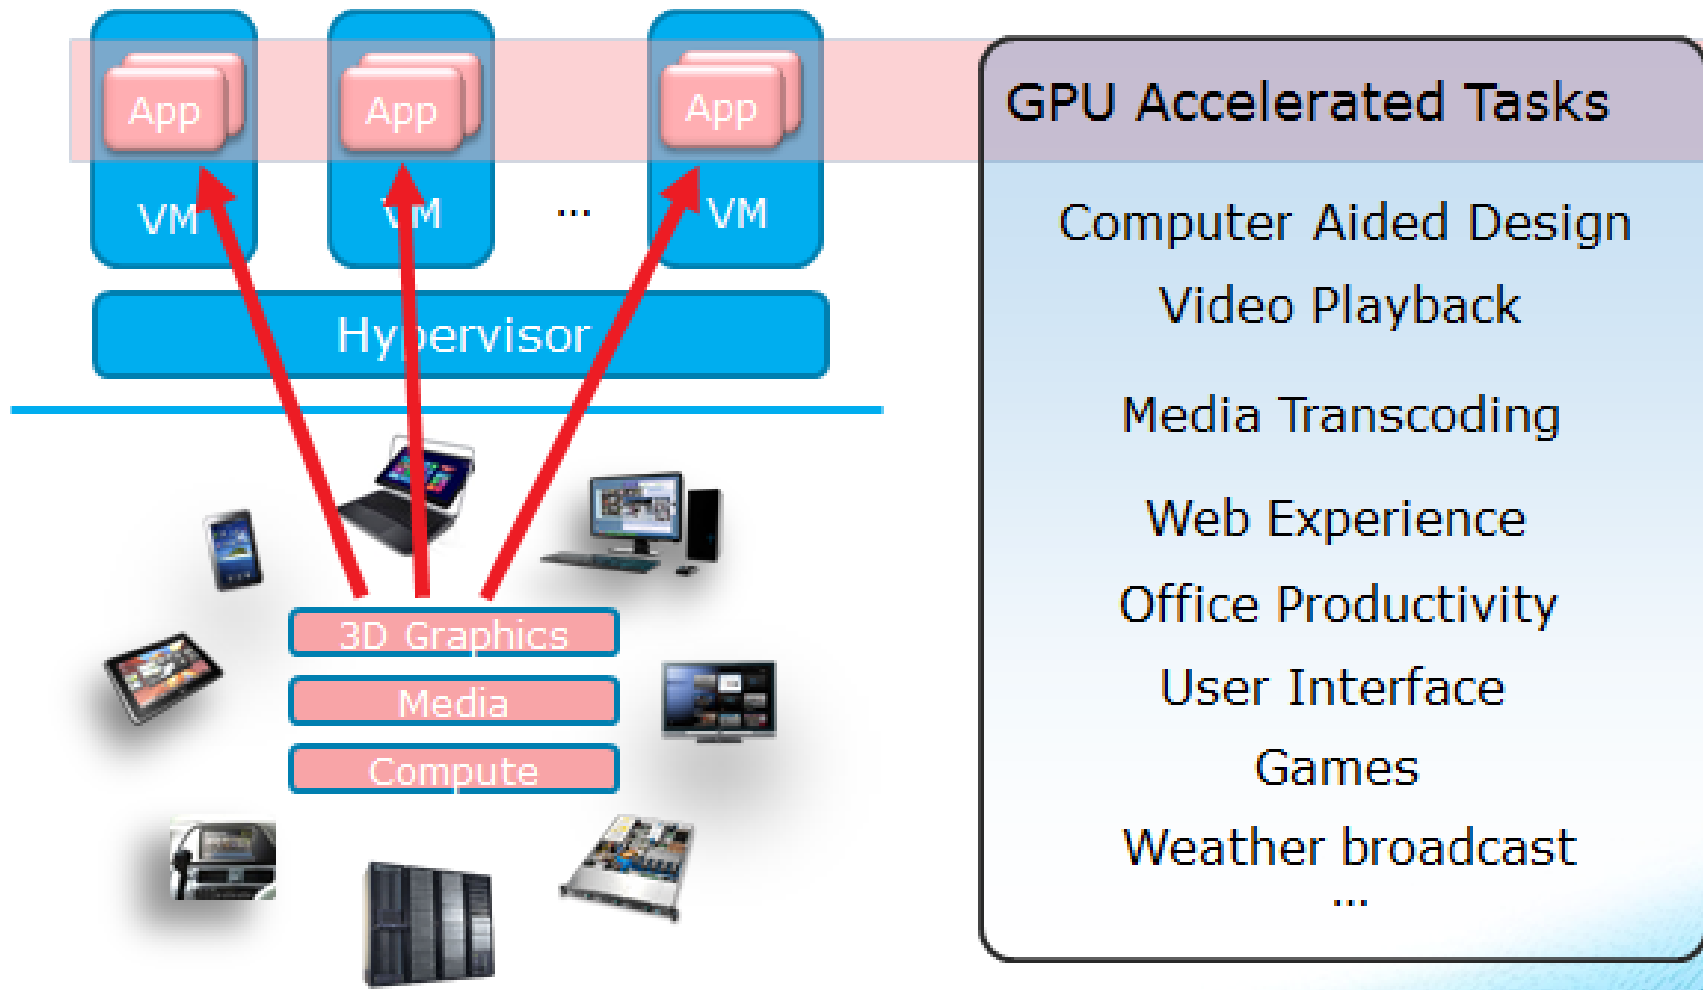 App
App
App
VM
VM
...
VM
Hypervisor
3D Graphics
Media
Compute
GPU Accelerated Tasks
Computer Aided Design
Video Playback
Media Transcoding
Web Experience
Office Productivity
User Interface
Games
Weather broadcast
...